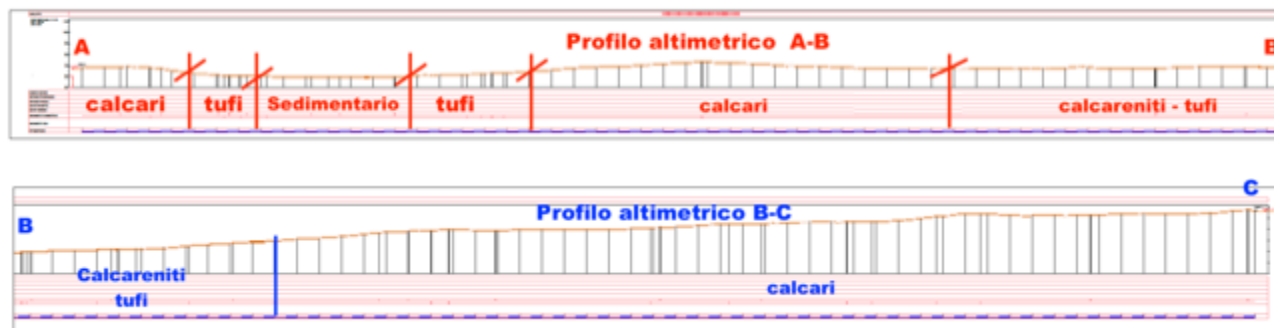 Profilo altimetrico A-B
A
B
calcari
tufi
Sedimentario
tufi
calcari
calcareniti - tufi
C
Profilo altimetrico B-C
B
Calcareniti
tufi
calcari